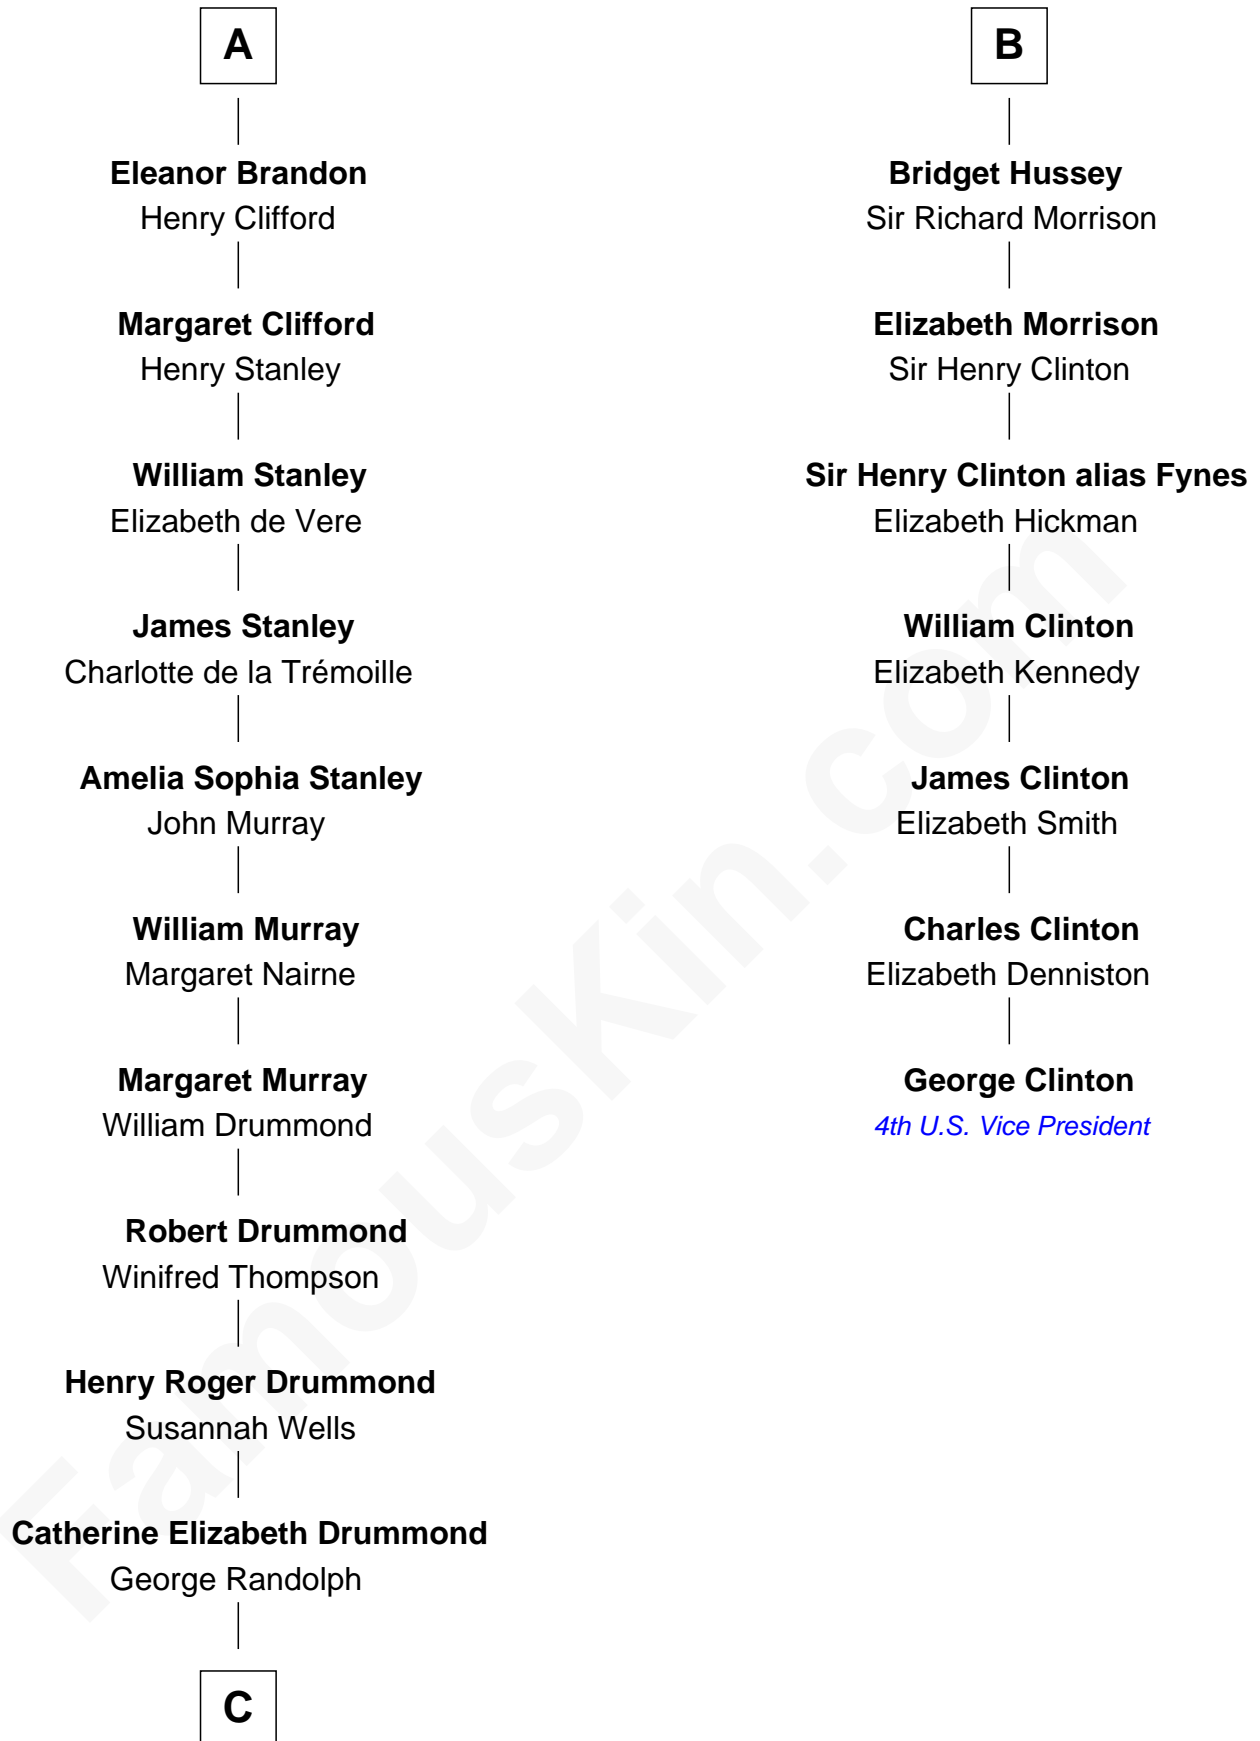 A
Eleanor Brandon
Henry Clifford
Margaret Clifford
Henry Stanley
William Stanley
Elizabeth de Vere
James Stanley
Charlotte de la Trémoille
Amelia Sophia Stanley
John Murray
William Murray
Margaret Nairne
Margaret Murray
William Drummond
Robert Drummond
Winifred Thompson
Henry Roger Drummond
Susannah Wells
Catherine Elizabeth Drummond
George Randolph
C
B
Bridget Hussey
Sir Richard Morrison
Elizabeth Morrison
Sir Henry Clinton
Sir Henry Clinton alias Fynes
Elizabeth Hickman
William Clinton
Elizabeth Kennedy
James Clinton
Elizabeth Smith
Charles Clinton
Elizabeth Denniston
George Clinton
4th U.S. Vice President
FamousKin.com